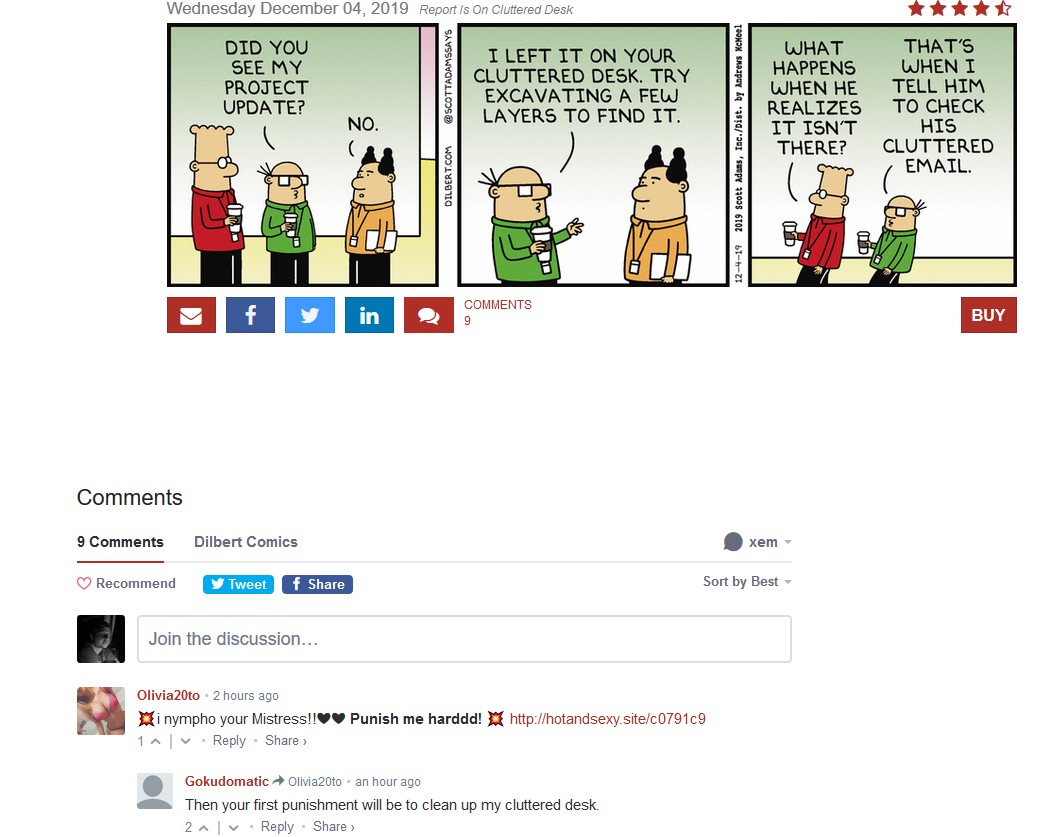 Wednesday December 04, 2019 Report Is On Cluttered Desk
DID YOU
SEE MY
PROJECT
UPDATE?
NO.
DILBERT.COM @SCOTTADAMSSAYS
I LEFT IT ON YOUR
CLUTTERED DESK. TRY
EXCAVATING A FEW
LAYERS TO FIND IT.
12-4-19 2019 Scott Adams, Inc./Dist. by Andrews McMeel
WHAT
HAPPENS
WHEN HE
REALIZES
IT ISN'T
THERE?
THAT'S
WHEN I
TELL HIM
TO CHECK
HIS
CLUTTERED
EMAIL.
COMMENTS
9
BUY
Comments
9 Comments Dilbert Comics xem
Recommend Tweet Share Sort by Best
Join the discussion…
Olivia20to • 2 hours ago
i nympho your Mistress!!🖤🖤 Punish me harddd! http://hotandsexy.site/c0791c9
1 | • Reply • Share ›
Gokudomatic Olivia20to • an hour ago
Then your first punishment will be to clean up my cluttered desk.
2 | • Reply • Share ›